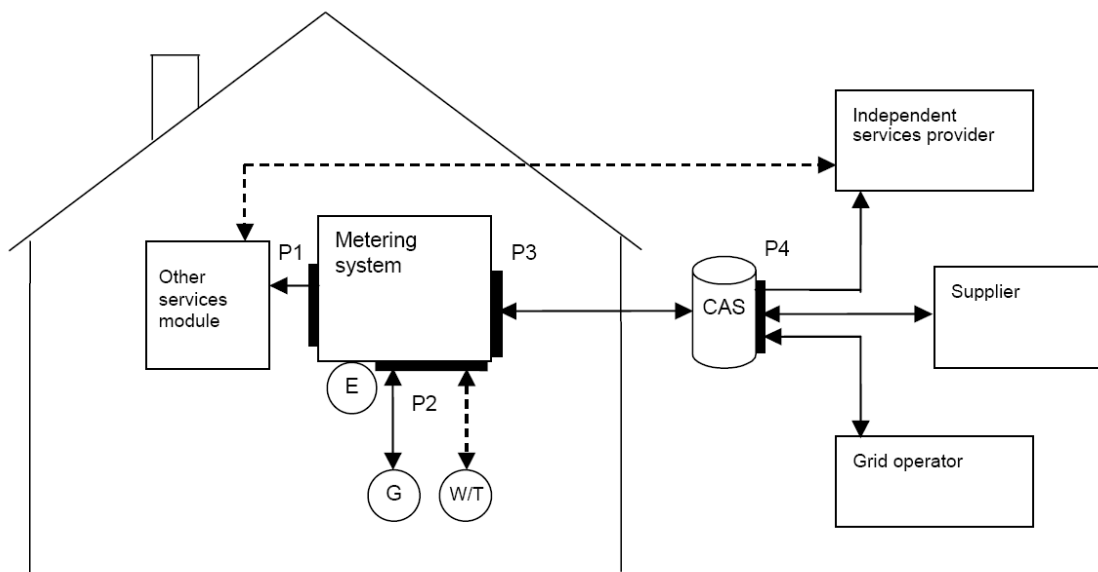 Independent
services provider
P1
Metering
system
P3
P4
Other
services
module
CAS
Supplier
E
P2
G
W/T
Grid operator